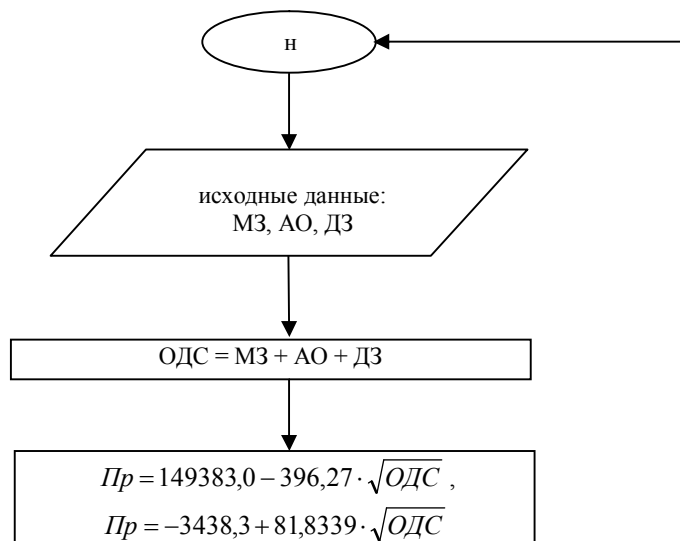 н
исходные данные:
МЗ, АО, ДЗ
ОДС = МЗ + АО + ДЗ
Пр = 149383,0 − 396,27 · √ОДС ,
Пр = −3438,3 + 81,8339 · √ОДС